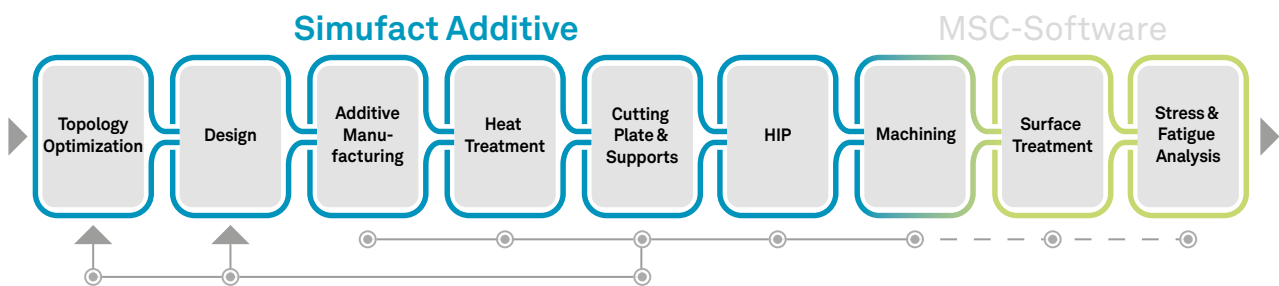 Simufact Additive
MSC-Software
Topology
Optimization
Design
Additive
Manu-
facturing
Heat
Treatment
Cutting
Plate &
Supports
HIP
Machining
Surface
Treatment
Stress &
Fatigue
Analysis